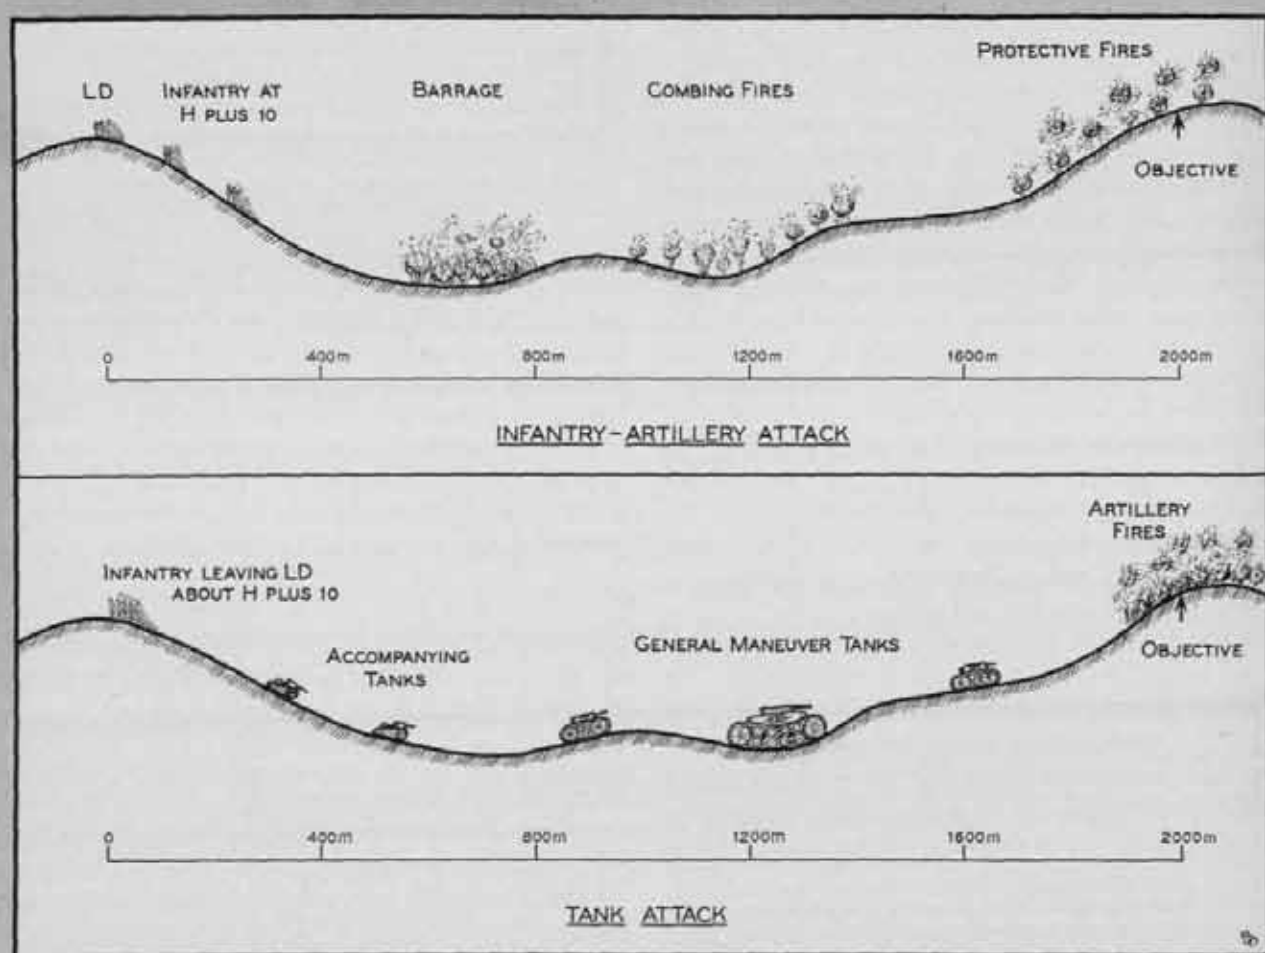 LD
INFANTRY AT
H PLUS 10
BARRAGE
COMBING FIRES
PROTECTIVE FIRES
OBJECTIVE
0 400m 800m 1200m 1600m 2000m
INFANTRY-ARTILLERY ATTACK
ARTILLERY
FIRES
INFANTRY LEAVING LD
ABOUT H PLUS 10
ACCOMPANYING
TANKS
GENERAL MANEUVER TANKS
OBJECTIVE
0 400m 800m 1200m 1600m 2000m
TANK ATTACK